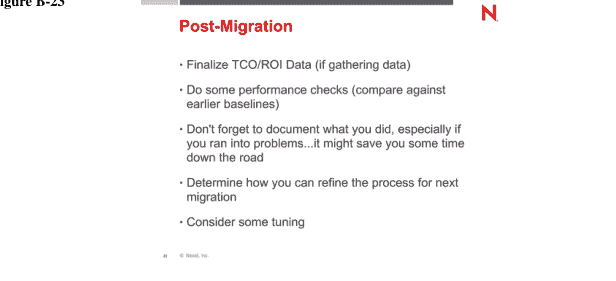 igure B-23
N
Post-Migration
• Finalize TCO/ROI Data (if gathering data)
• Do some performance checks (compare against
earlier baselines)
• Don't forget to document what you did, especially if
you ran into problems...it might save you some time
down the road
• Determine how you can refine the process for next
migration
• Consider some tuning
© Novell, Inc.